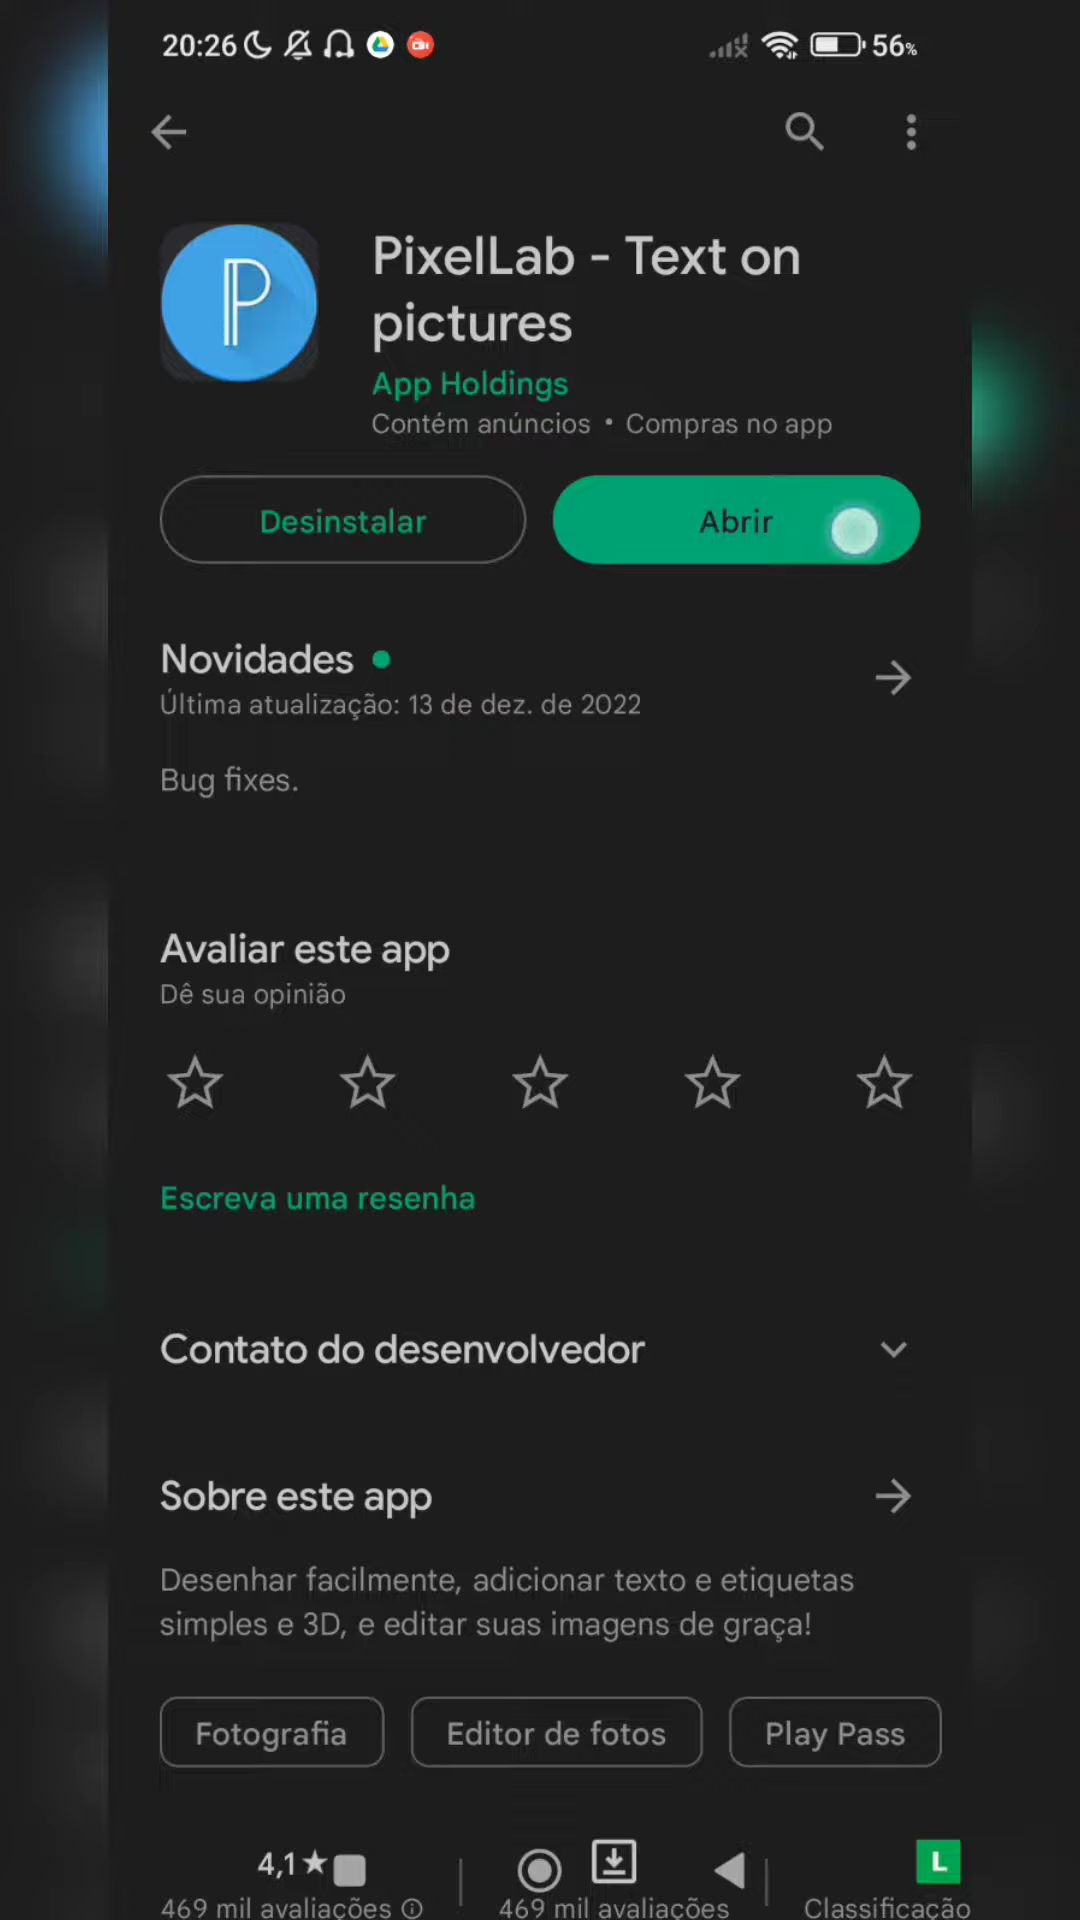 20:26 56%
PixelLab - Text on
pictures
App Holdings
Contém anúncios • Compras no app
Desinstalar
Abrir
Novidades
Última atualização: 13 de dez. de 2022
Bug fixes.
Avaliar este app
Dê sua opinião
Escreva uma resenha
Contato do desenvolvedor
Sobre este app
Desenhar facilmente, adicionar texto e etiquetas
simples e 3D, e editar suas imagens de graça!
Fotografia
Editor de fotos
Play Pass
4,1★
L
469 mil avaliações
469 mil avaliações
Classificação